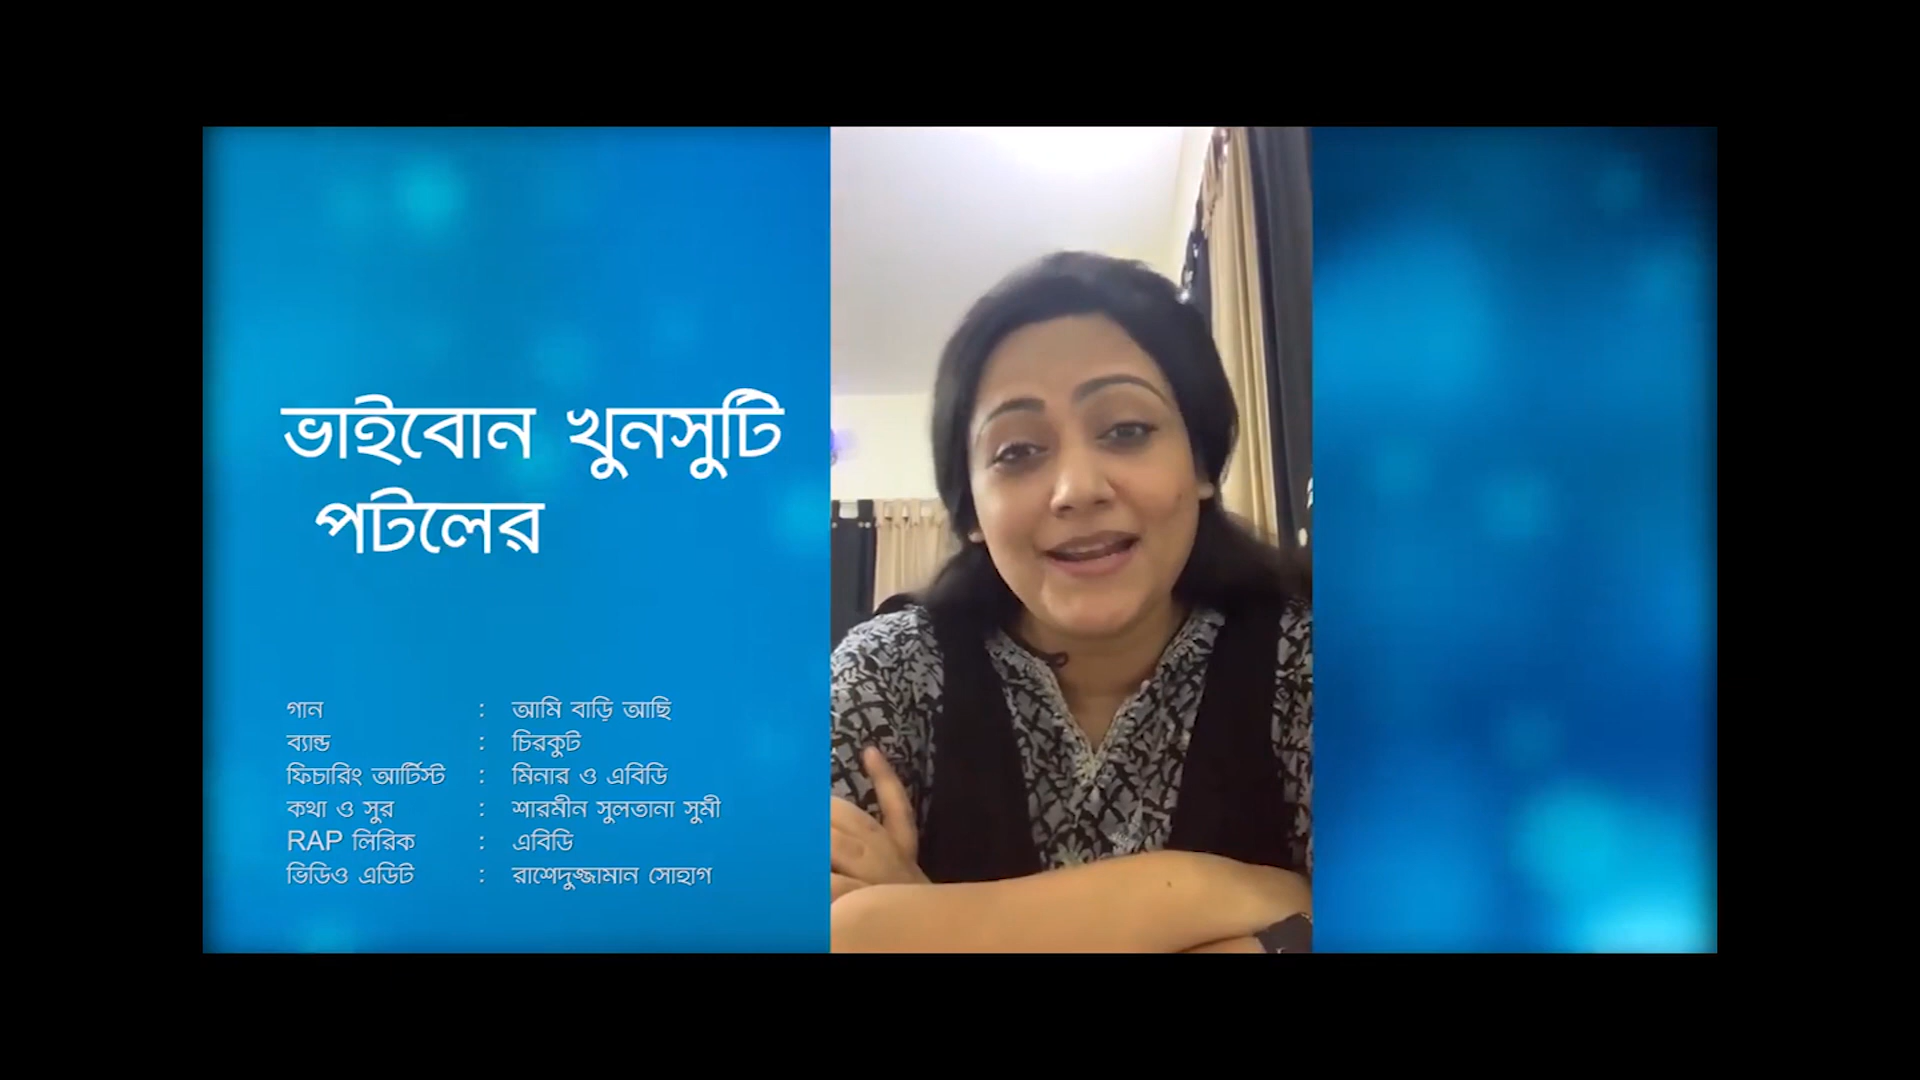 ভাইবোন খুনসুটি
পটলের
গান : আমি বাড়ি আছি
ব্যান্ড : চিরকুট
ফিচারিং আর্টিস্ট : মিনার ও এবিডি
কথা ও সুর : শারমীন সুলতানা সুমী
RAP লিরিক : এবিডি
ভিডিও এডিট : রাশেদুজ্জামান সোহাগ